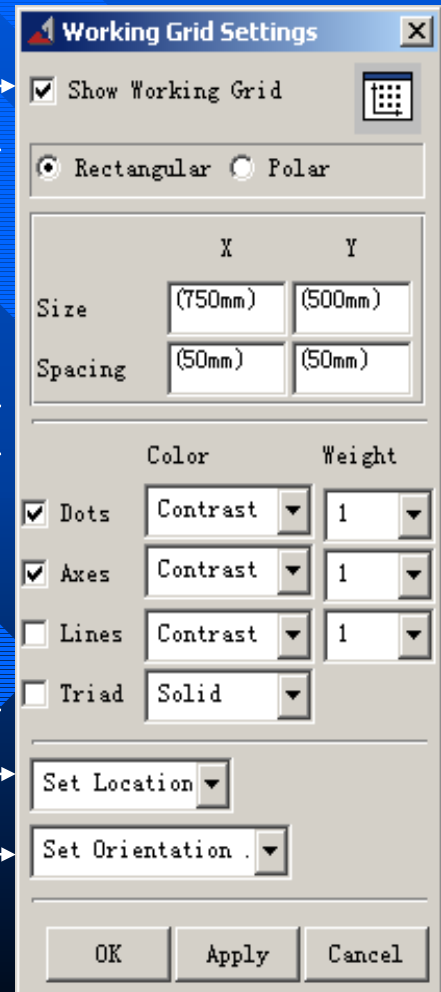 Working Grid Settings
Show Working Grid
Rectangular Polar
X Y
Size (750mm) (500mm)
Spacing (50mm) (50mm)
Color Weight
Dots Contrast 1
Axes Contrast 1
Lines Contrast 1
Triad Solid
Set Location
Set Orientation .
OK Apply Cancel